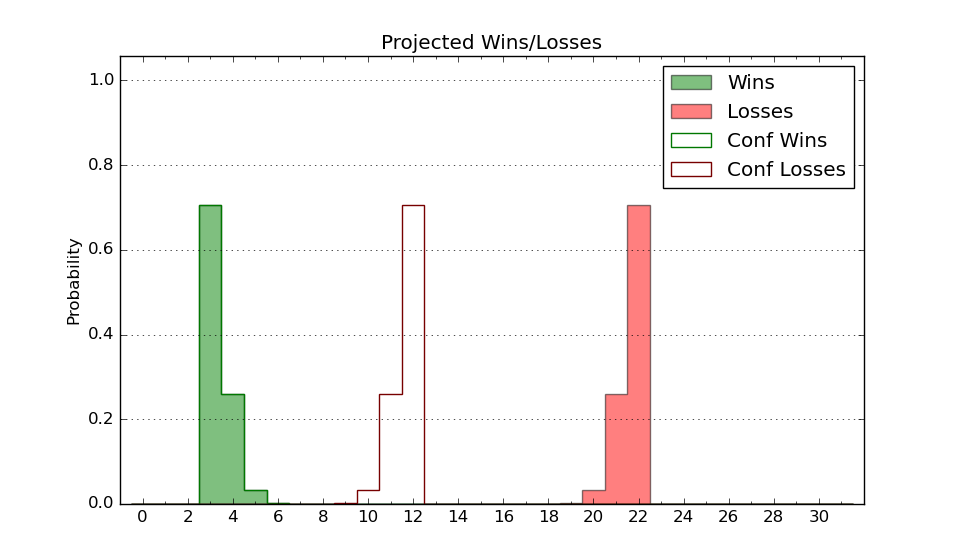 Projected Wins/Losses
1.0
0.8
0.6
0.4
0.2
0.0
Probability
Wins
Losses
Conf Wins
Conf Losses
0 2 4 6 8 10 12 14 16 18 20 22 24 26 28 30